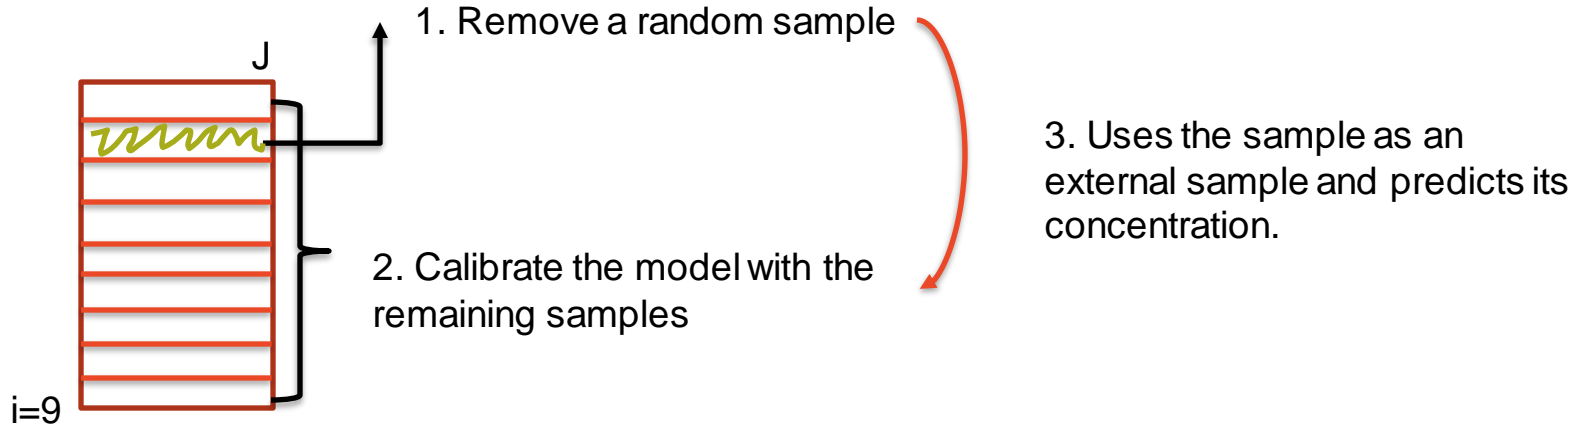 1. Remove a random sample
J
3. Uses the sample as an
external sample and predicts its
concentration.
2. Calibrate the model with the
remaining samples
i=9